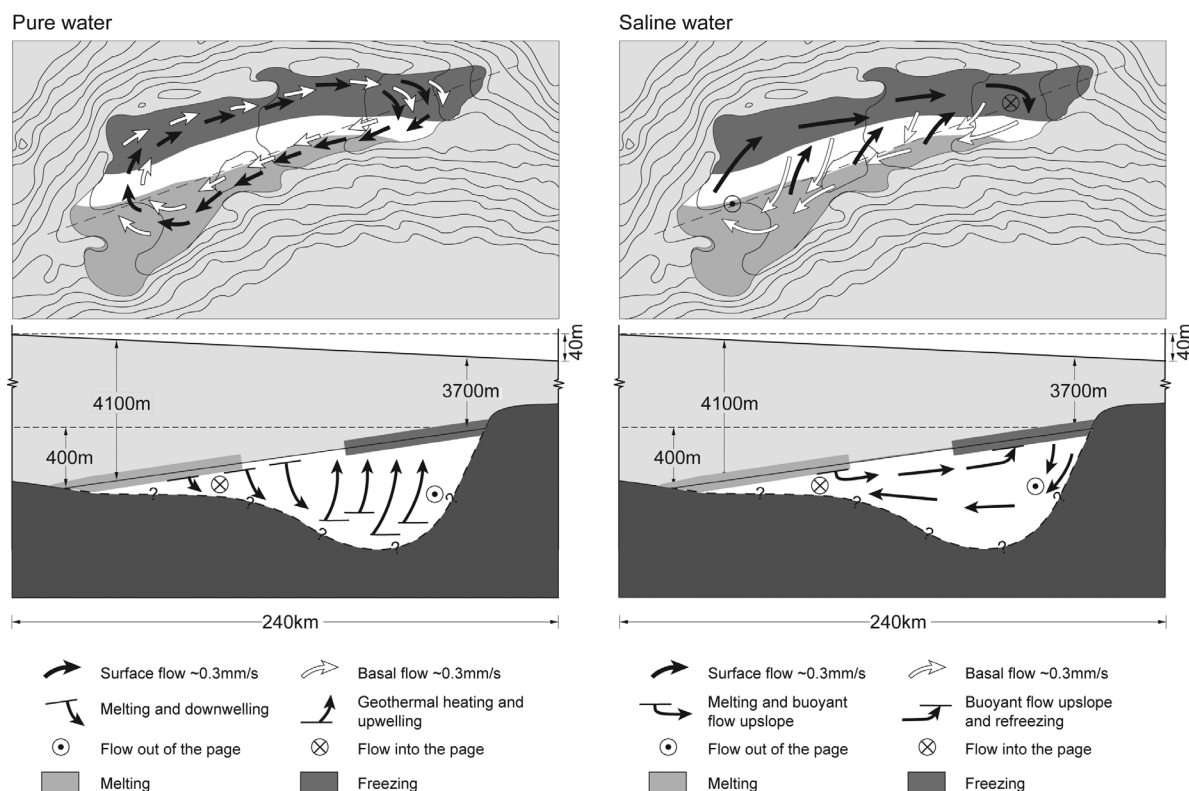 Pure water
Saline water
40m
4100m
3700m
400m
?
?
?
?
?
240km
40m
4100m
3700m
400m
?
?
?
?
?
240km
Surface flow ~0.3mm/s
Basal flow ~0.3mm/s
Melting and downwelling
Geothermal heating and
upwelling
Flow out of the page
Flow into the page
Melting
Freezing
Surface flow ~0.3mm/s
Basal flow ~0.3mm/s
Melting and buoyant
flow upslope
Buoyant flow upslope
and refreezing
Flow out of the page
Flow into the page
Melting
Freezing